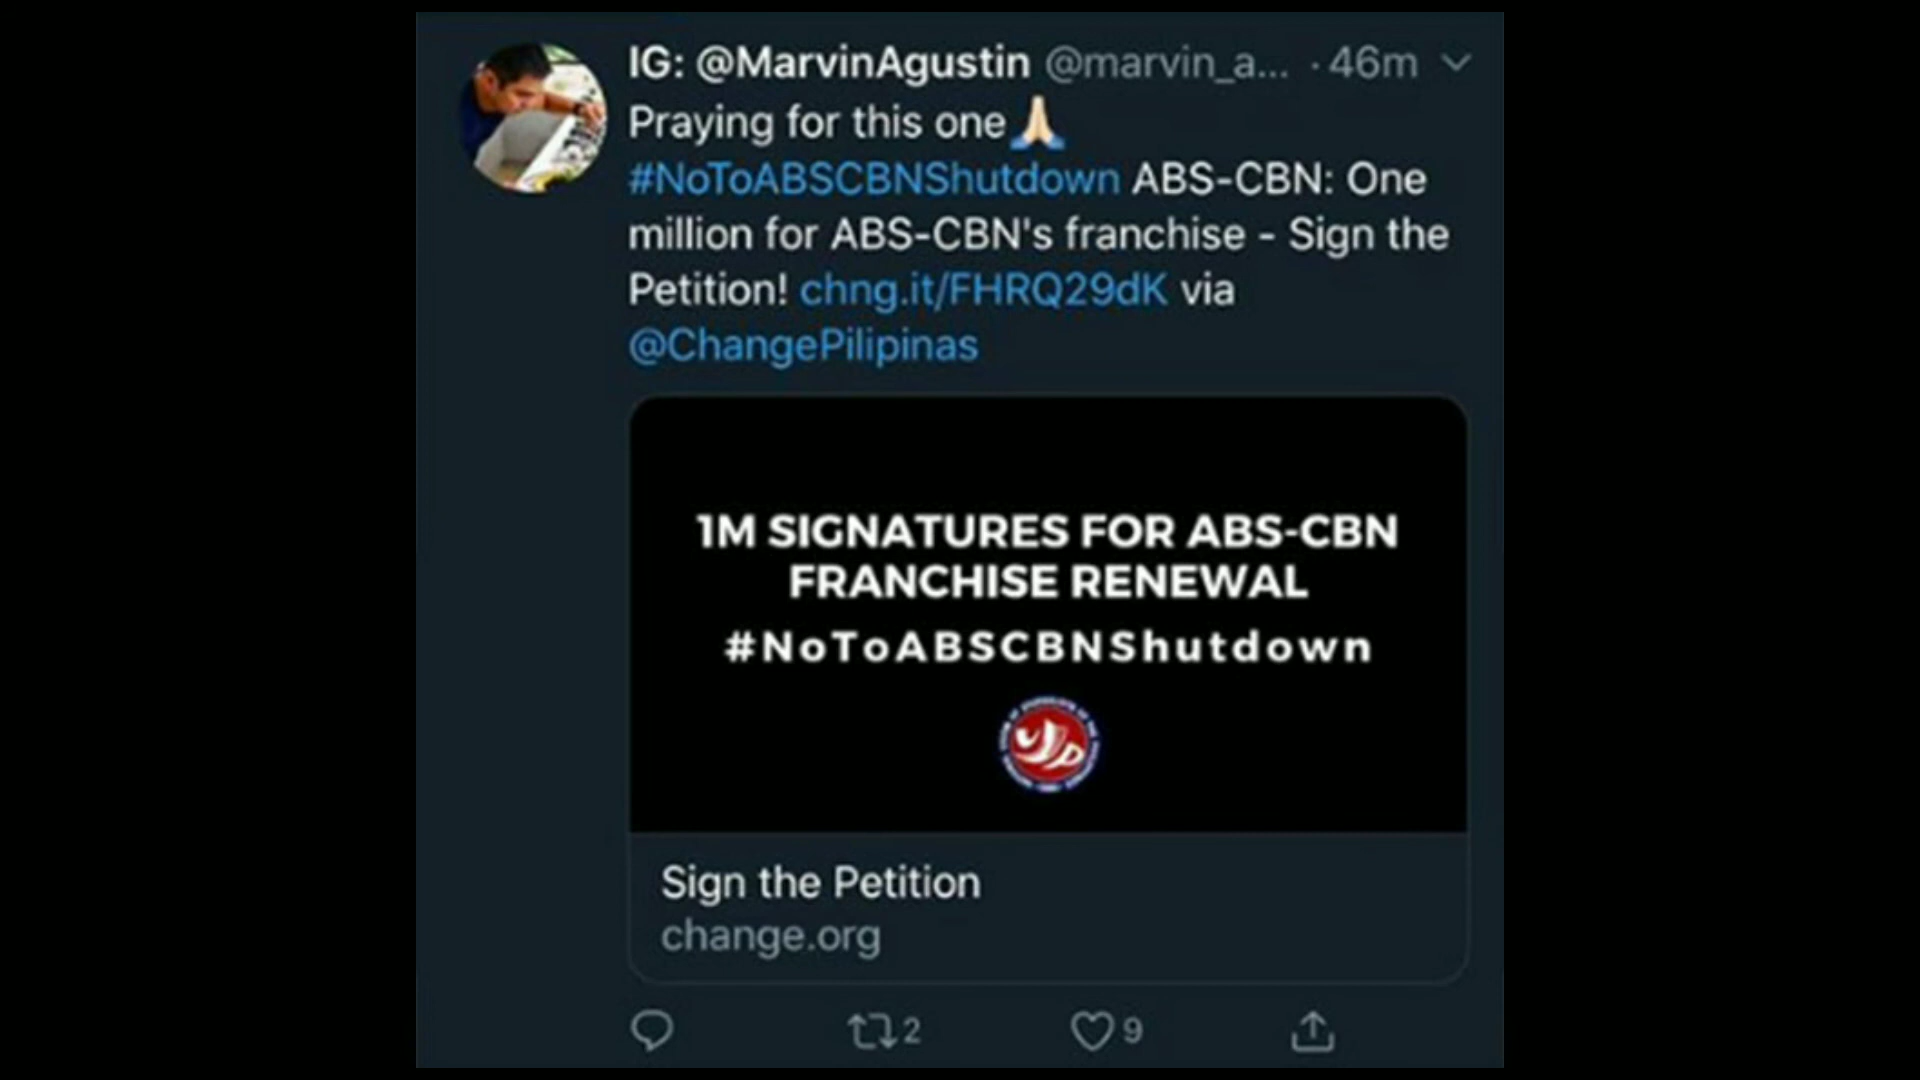 IG: @MarvinAgustin @marvin_a... · 46m
Praying for this one🙏🏻
#NoToABSCBNShutdown ABS-CBN: One
million for ABS-CBN's franchise - Sign the
Petition! chng.it/FHRQ29dK via
@ChangePilipinas
1M SIGNATURES FOR ABS-CBN
FRANCHISE RENEWAL
#NoToABSCBNShutdown
Sign the Petition
change.org
2 9